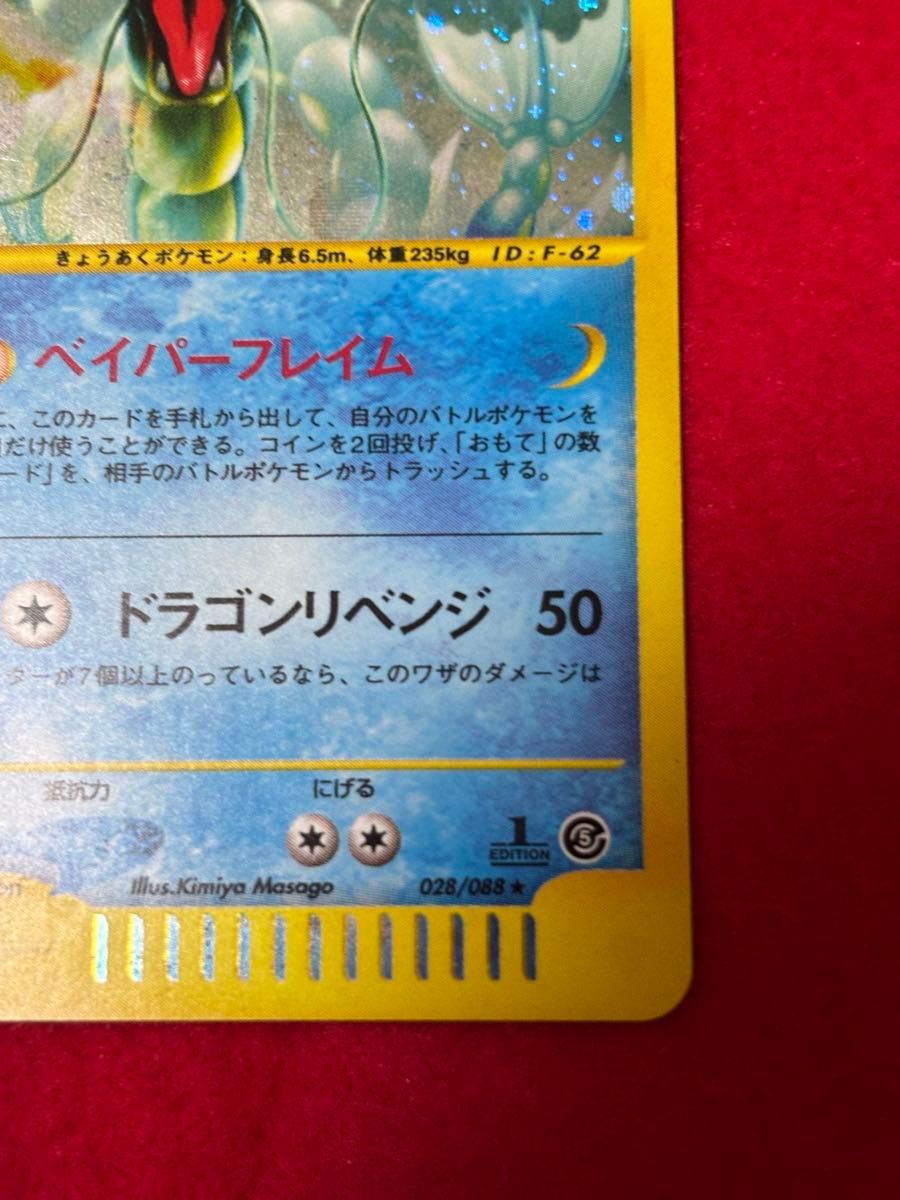 きょうあくポケモン：身長6.5m、体重235kg ID：F-62
ベイパーフレイム
、このカードを手札から出して、自分のバトルポケモンを
だけ使うことができる。コインを2回投げ、「おもて」の数
ード」を、相手のバトルポケモンからトラッシュする。
ドラゴンリベンジ 50
ターが7個以上のっているなら、このワザのダメージは
抵抗力 にげる
1 EDITION 5
Illus.Kimiya Masago 028/088 ★